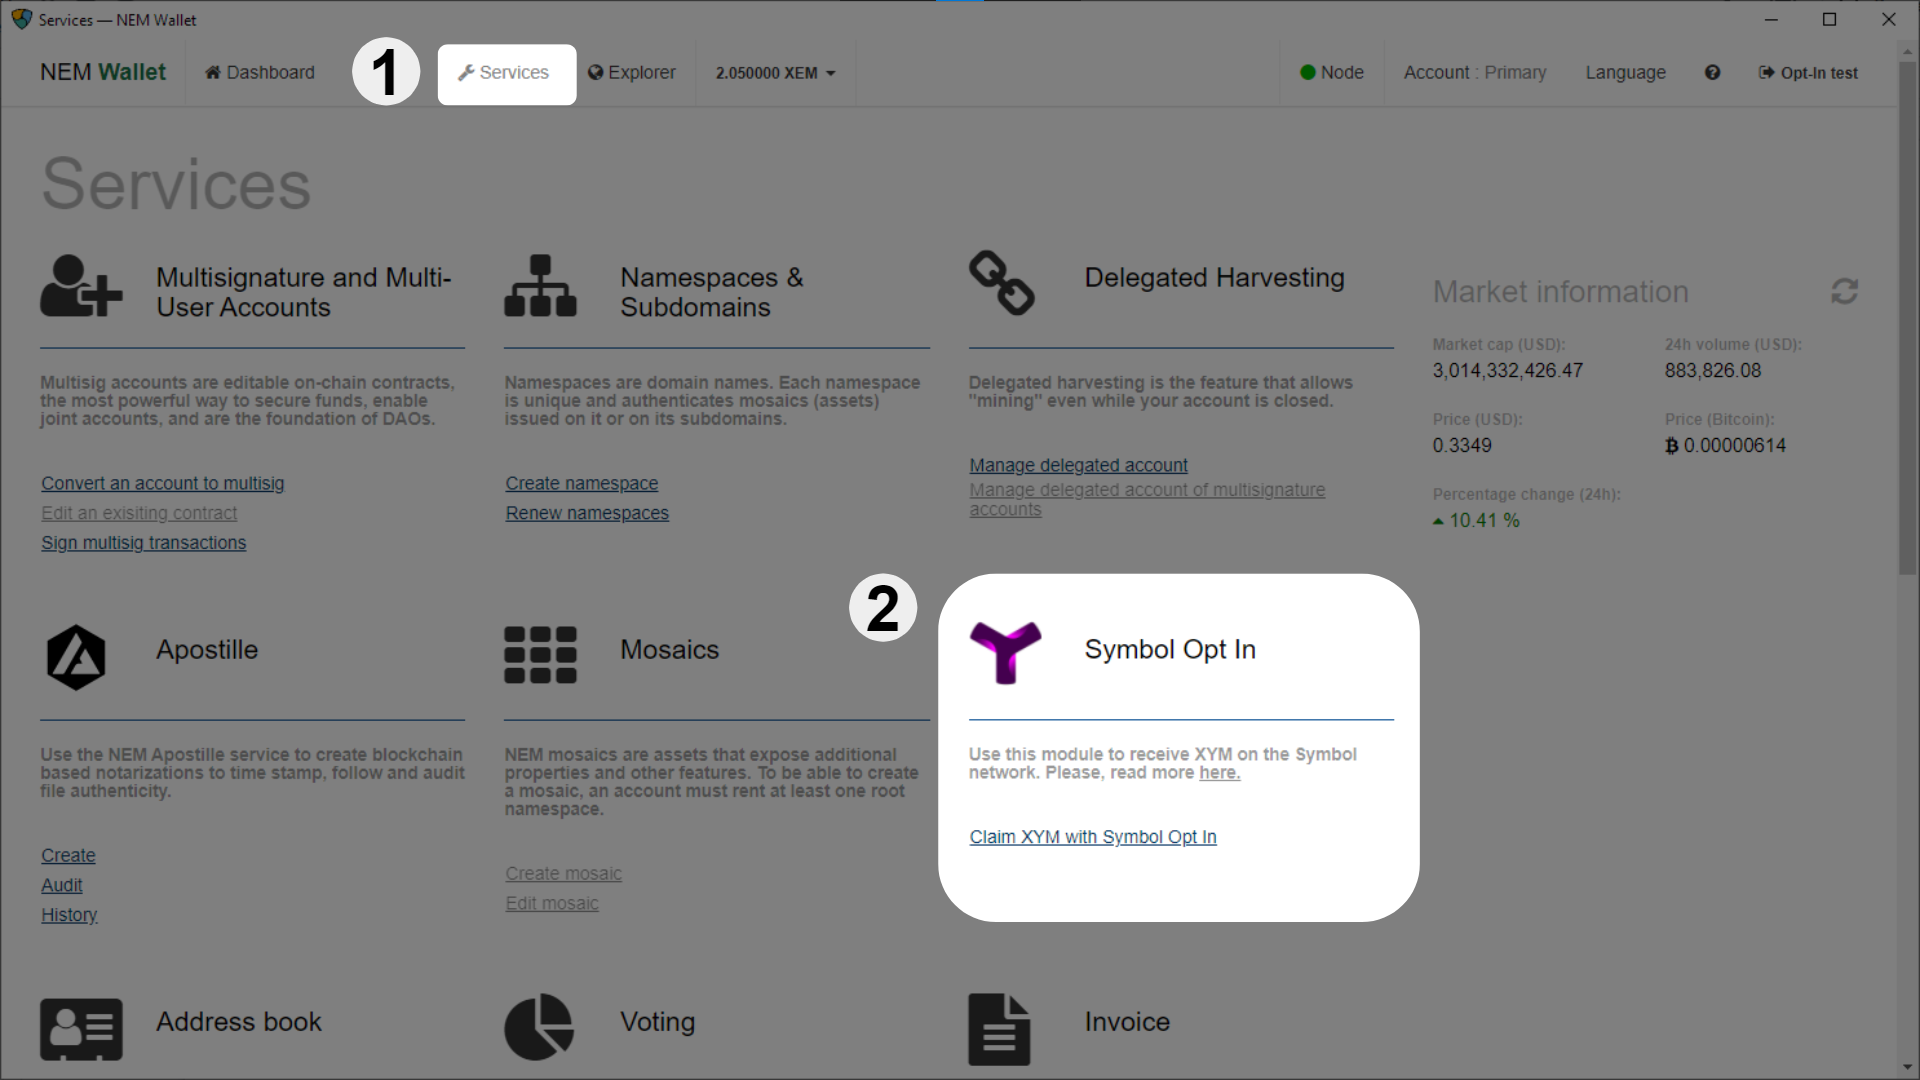 Services — NEM Wallet
NEM Wallet
Dashboard
1
Services
Explorer
2.050000 XEM
Node
Account : Primary
Language
Opt-In test
Services
Multisignature and Multi-
User Accounts
Multisig accounts are editable on-chain contracts,
the most powerful way to secure funds, enable
joint accounts, and are the foundation of DAOs.
Convert an account to multisig
Edit an exisiting contract
Sign multisig transactions
Namespaces &
Subdomains
Namespaces are domain names. Each namespace
is unique and authenticates mosaics (assets)
issued on it or on its subdomains.
Create namespace
Renew namespaces
Delegated Harvesting
Delegated harvesting is the feature that allows
"mining" even while your account is closed.
Manage delegated account
Manage delegated account of multisignature
accounts
Market information
Market cap (USD):
3,014,332,426.47
24h volume (USD):
883,826.08
Price (USD):
0.3349
Price (Bitcoin):
₿ 0.00000614
Percentage change (24h):
10.41 %
Apostille
Use the NEM Apostille service to create blockchain
based notarizations to time stamp, follow and audit
file authenticity.
Create
Audit
History
Mosaics
NEM mosaics are assets that expose additional
properties and other features. To be able to create
a mosaic, an account must rent at least one root
namespace.
Create mosaic
Edit mosaic
2
Symbol Opt In
Use this module to receive XYM on the Symbol
network. Please, read more here.
Claim XYM with Symbol Opt In
Address book
Voting
Invoice